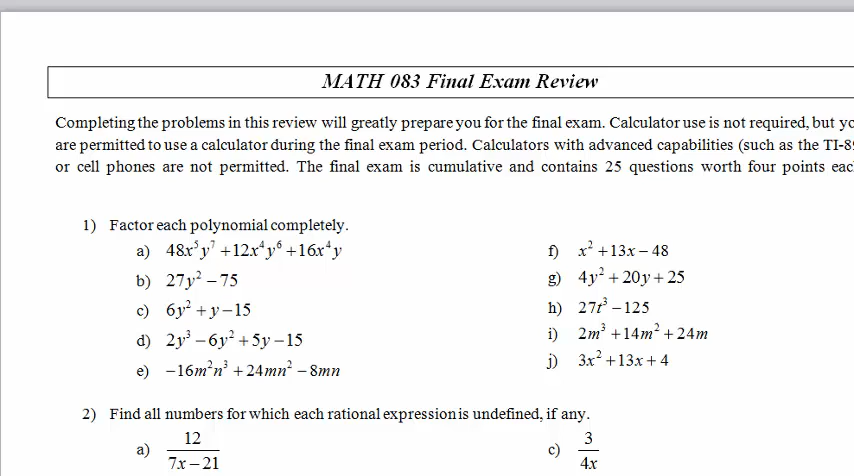 MATH 083 Final Exam Review
Completing the problems in this review will greatly prepare you for the final exam. Calculator use is not required, but
are permitted to use a calculator during the final exam period. Calculators with advanced capabilities (such as the
or cell phones are not permitted. The final exam is cumulative and contains 25 questions worth four points
1) Factor each polynomial completely.
a) 48x⁵y⁷ + 12x⁴y⁶ + 16x⁴y
b) 27y² − 75
c) 6y² + y − 15
d) 2y³ − 6y² + 5y − 15
e) −16m²n³ + 24mn² − 8mn
f) x² + 13x − 48
g) 4y² + 20y + 25
h) 27t³ − 125
i) 2m³ + 14m² + 24m
j) 3x² + 13x + 4
2) Find all numbers for which each rational expression is undefined, if any.
a) 12/(7x − 21)
c) 3/(4x)